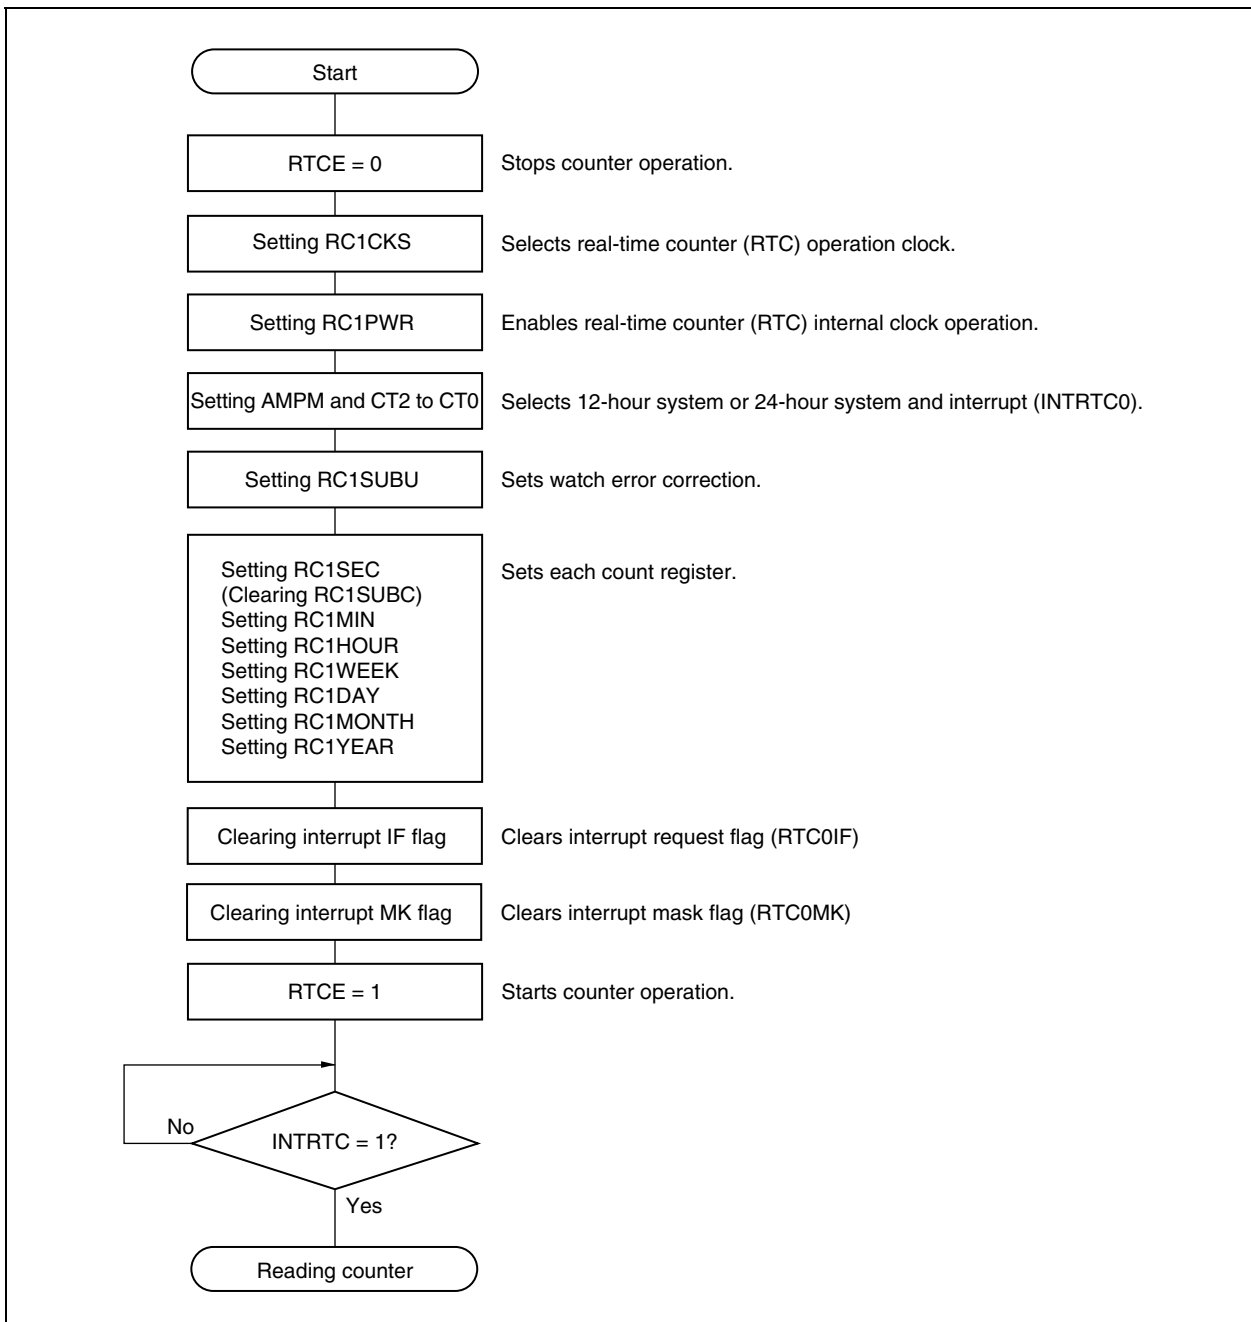 Start
RTCE = 0
Stops counter operation.
Setting RC1CKS
Selects real-time counter (RTC) operation clock.
Setting RC1PWR
Enables real-time counter (RTC) internal clock operation.
Setting AMPM and CT2 to CT0
Selects 12-hour system or 24-hour system and interrupt (INTRTC0).
Setting RC1SUBU
Sets watch error correction.
Setting RC1SEC
(Clearing RC1SUBC)
Setting RC1MIN
Setting RC1HOUR
Setting RC1WEEK
Setting RC1DAY
Setting RC1MONTH
Setting RC1YEAR
Sets each count register.
Clearing interrupt IF flag
Clears interrupt request flag (RTC0IF)
Clearing interrupt MK flag
Clears interrupt mask flag (RTC0MK)
RTCE = 1
Starts counter operation.
No
INTRTC = 1?
Yes
Reading counter